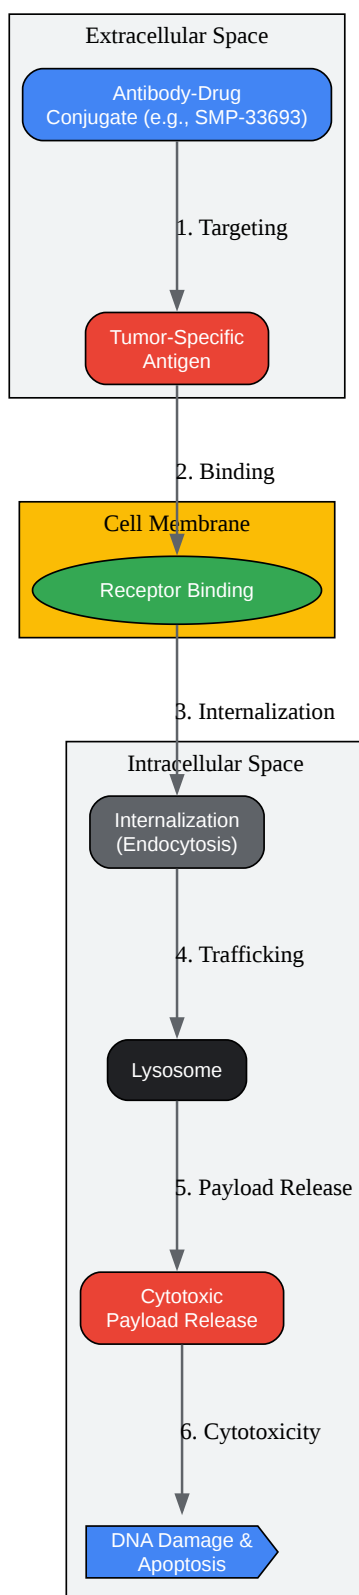 Extracellular Space
Antibody-Drug
Conjugate (e.g., SMP-33693)
1. Targeting
Tumor-Specific
Antigen
2. Binding
Cell Membrane
Receptor Binding
3. Internalization
Intracellular Space
Internalization
(Endocytosis)
4. Trafficking
Lysosome
5. Payload Release
Cytotoxic
Payload Release
6. Cytotoxicity
DNA Damage &
Apoptosis